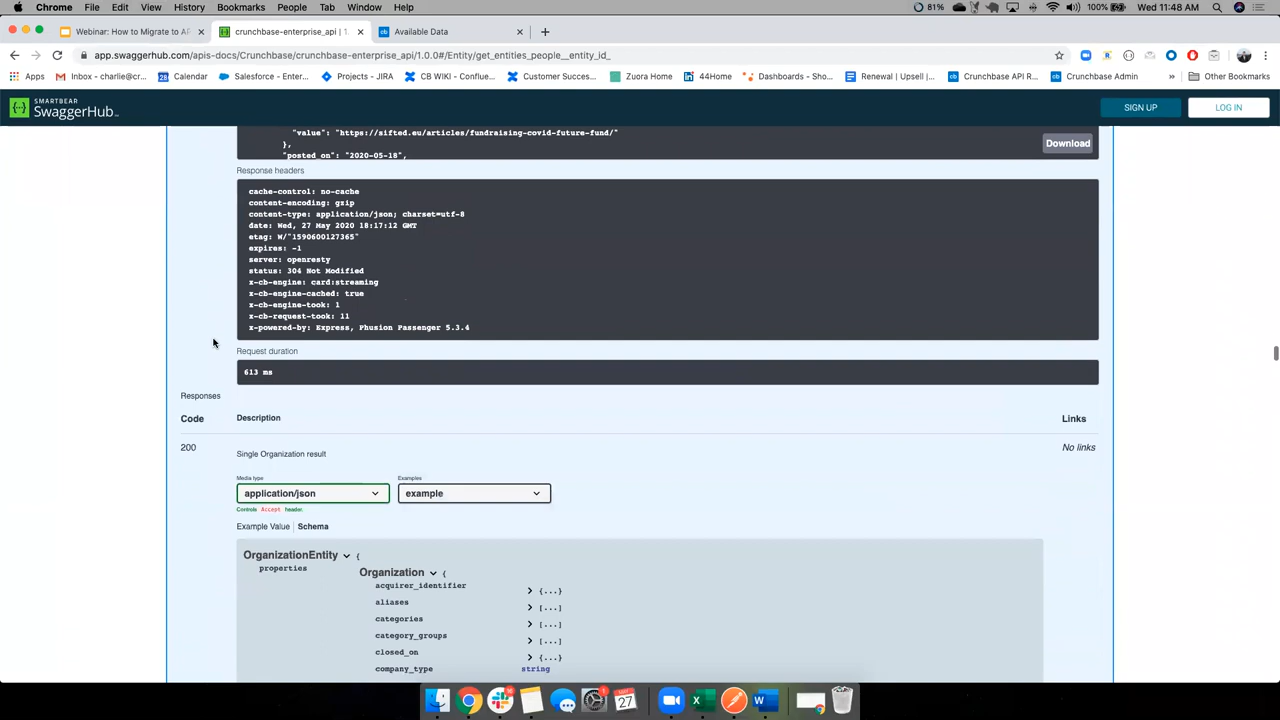 Chrome File Edit View History Bookmarks People Tab Window Help
81% 100% Wed 11:48 AM
Webinar: How to Migrate to AP
crunchbase-enterprise_api | 1.
Available Data
app.swaggerhub.com/apis-docs/Crunchbase/crunchbase-enterprise_api/1.0.0#/Entity/get_entities_people__entity_id_
Apps Inbox - charlie@cr... Calendar Salesforce - Enter... Projects - JIRA CB WIKI - Conflue... Customer Succes... Zuora Home 44Home Dashboards - Sho... Renewal | Upsell |... Crunchbase API R... Crunchbase Admin » Other Bookmarks
SMARTBEAR
SwaggerHub
SIGN UP
LOG IN
"value": "https://sifted.eu/articles/fundraising-covid-future-fund/"
},
"posted_on": "2020-05-18",
Download
Response headers
cache-control: no-cache
content-encoding: gzip
content-type: application/json; charset=utf-8
date: Wed, 27 May 2020 18:17:12 GMT
etag: W/"1590600127365"
expires: -1
server: openresty
status: 304 Not Modified
x-cb-engine: card:streaming
x-cb-engine-cached: true
x-cb-engine-took: 1
x-cb-request-took: 11
x-powered-by: Express, Phusion Passenger 5.3.4
Request duration
613 ms
Responses
Code Description Links
200 Single Organization result No links
Media type Examples
application/json example
Controls Accept header.
Example Value | Schema
OrganizationEntity {
properties
Organization {
acquirer_identifier {...}
aliases [...]
categories [...]
category_groups [...]
closed_on {...}
company_type string